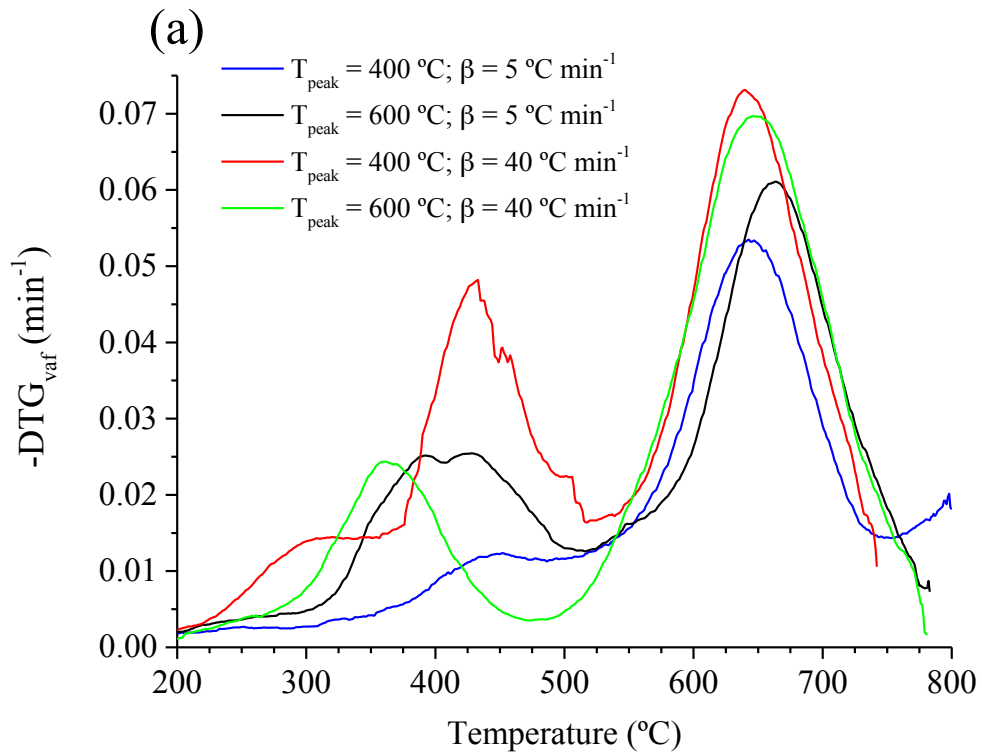 (a)
T_peak = 400 ºC; β = 5 ºC min⁻¹
T_peak = 600 ºC; β = 5 ºC min⁻¹
T_peak = 400 ºC; β = 40 ºC min⁻¹
T_peak = 600 ºC; β = 40 ºC min⁻¹
-DTG_vaf (min⁻¹)
0.07
0.06
0.05
0.04
0.03
0.02
0.01
0.00
200 300 400 500 600 700 800
Temperature (ºC)